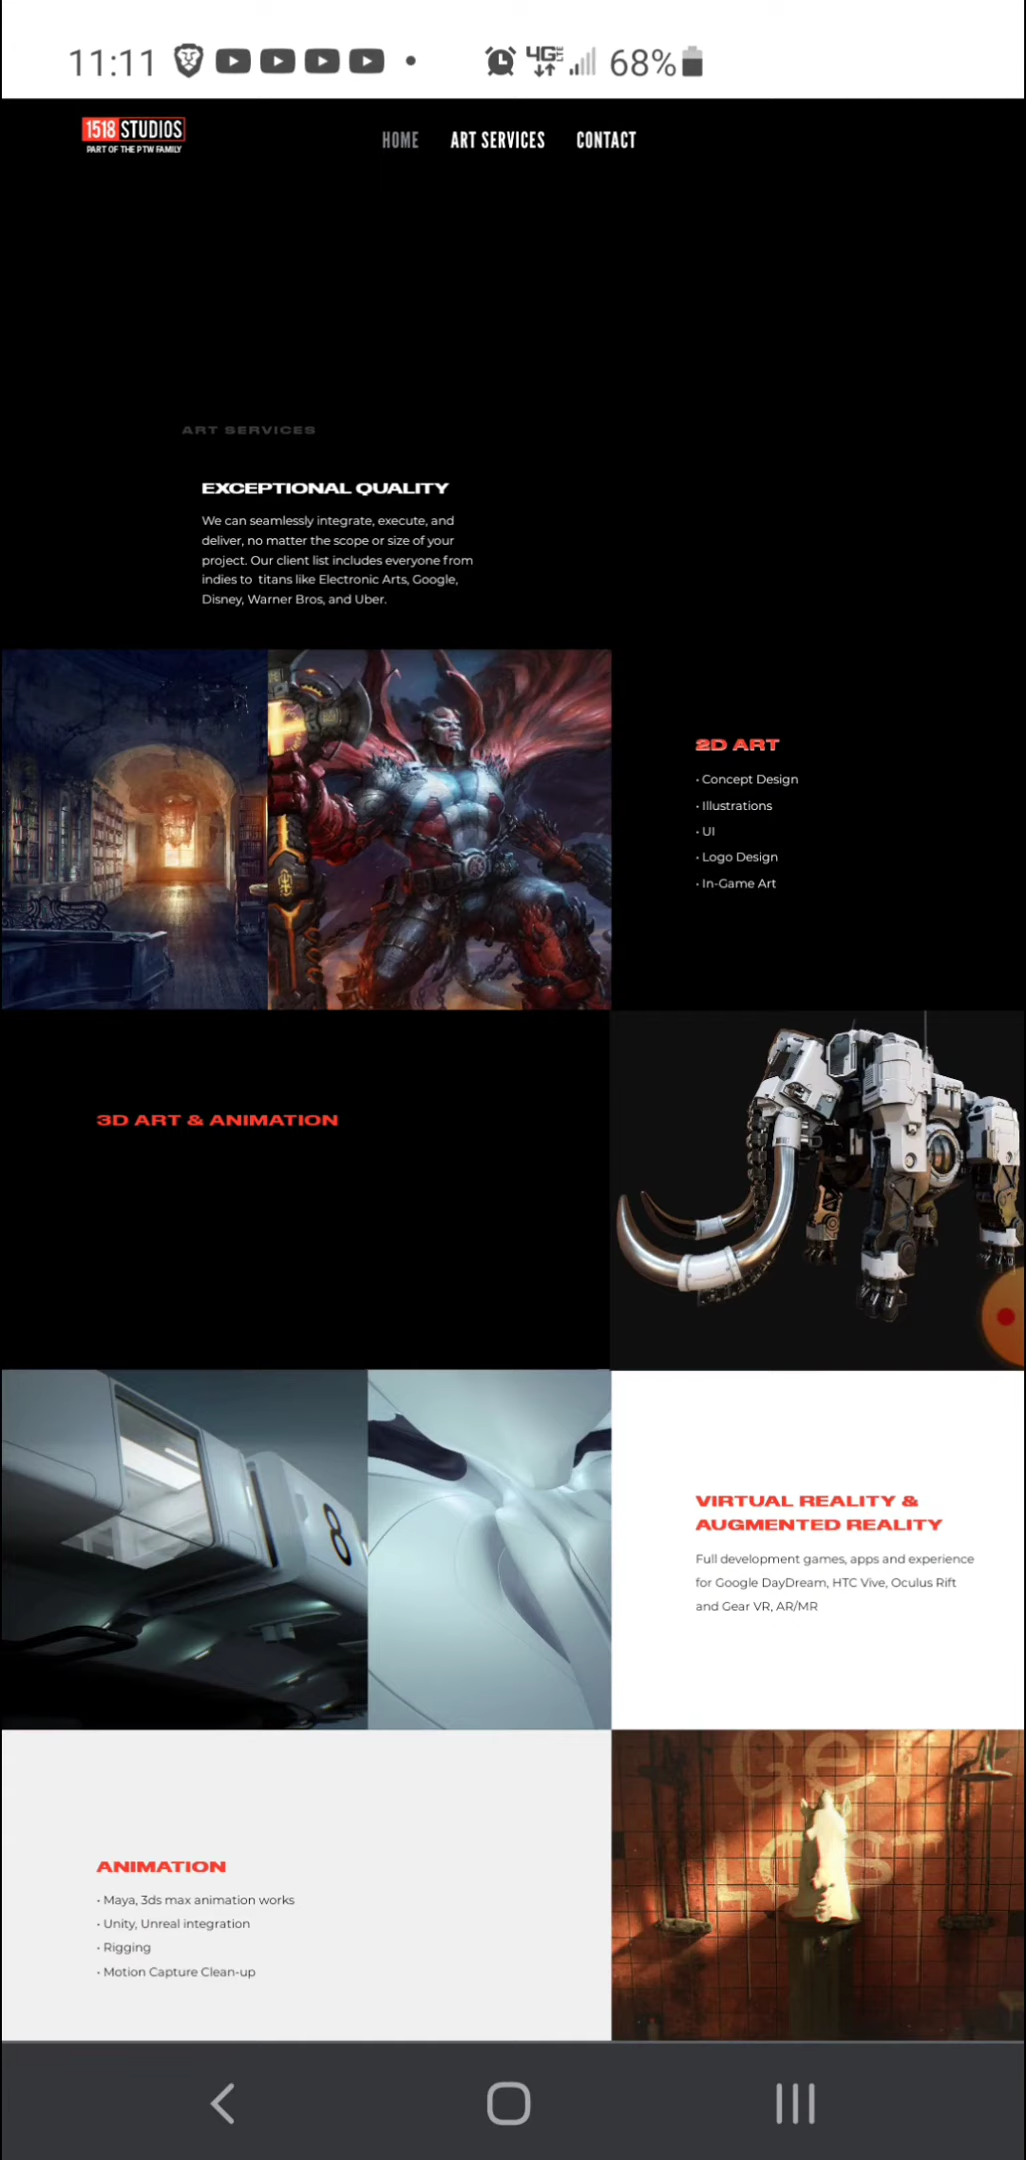 11:11
4G LTE
68%
1518 STUDIOS
PART OF THE PTW FAMILY
HOME
ART SERVICES
CONTACT
ART SERVICES
EXCEPTIONAL QUALITY
We can seamlessly integrate, execute, and
deliver, no matter the scope or size of your
project. Our client list includes everyone from
indies to titans like Electronic Arts, Google,
Disney, Warner Bros, and Uber.
2D ART
• Concept Design
• Illustrations
• UI
• Logo Design
• In-Game Art
3D ART & ANIMATION
8
VIRTUAL REALITY &
AUGMENTED REALITY
Full development games, apps and experience
for Google DayDream, HTC Vive, Oculus Rift
and Gear VR, AR/MR
GET
LOST
ANIMATION
• Maya, 3ds max animation works
• Unity, Unreal integration
• Rigging
• Motion Capture Clean-up